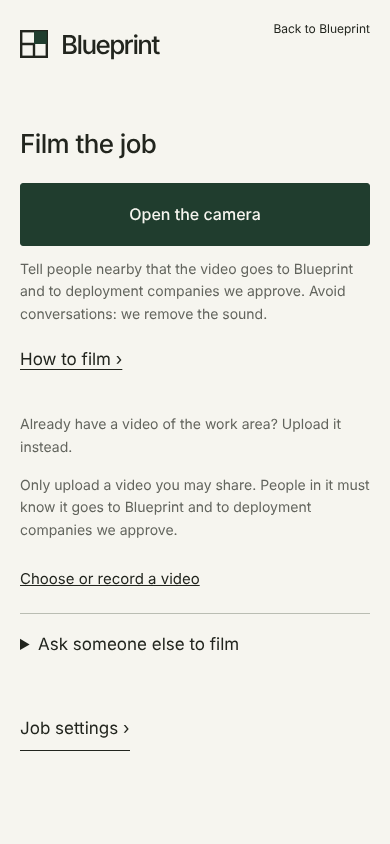 Blueprint
Back to Blueprint
Film the job
Open the camera
Tell people nearby that the video goes to Blueprint
and to deployment companies we approve. Avoid
conversations: we remove the sound.
How to film ›
Already have a video of the work area? Upload it
instead.
Only upload a video you may share. People in it must
know it goes to Blueprint and to deployment
companies we approve.
Choose or record a video
Ask someone else to film
Job settings ›